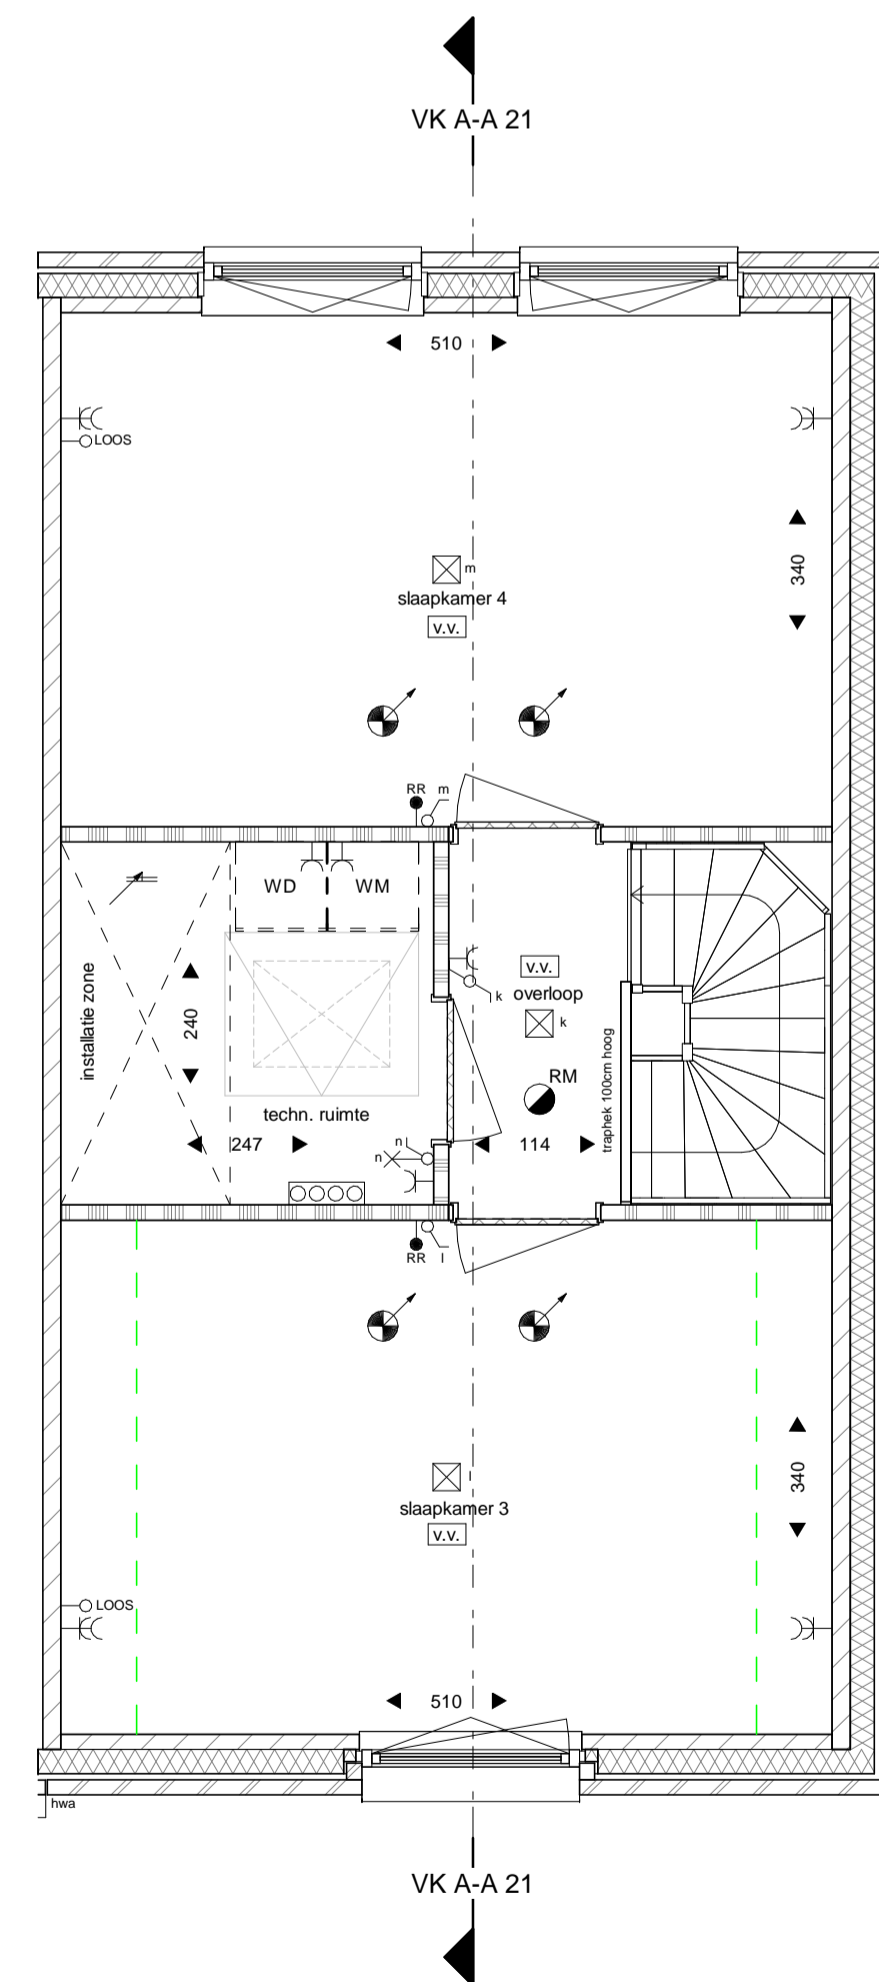 VK A-A 21
510
LOOS
340
m
slaapkamer 4
v.v.
RR m
WD WM
installatie zone
240
v.v.
k overloop
k
traphek 100cm hoog
RM
techn. ruimte
247
n
n
114
RR l
340
l
slaapkamer 3
v.v.
LOOS
510
hwa
VK A-A 21